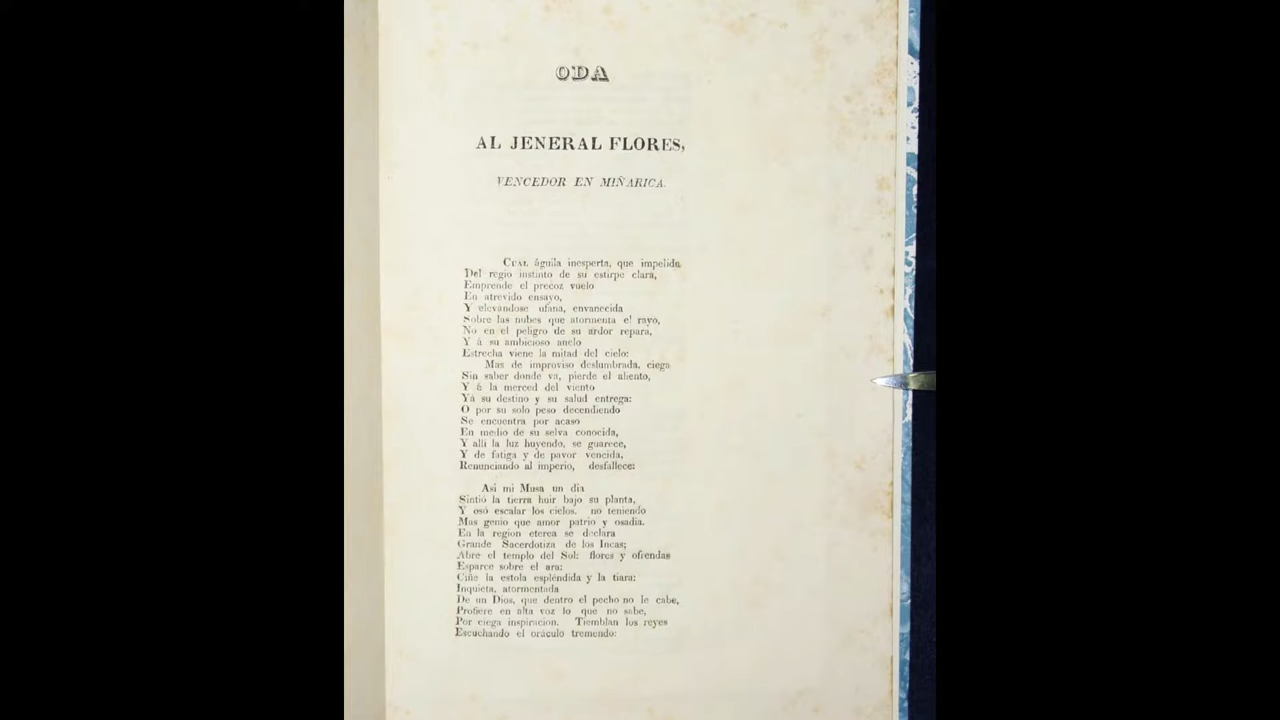 ODA
AL JENERAL FLORES,
VENCEDOR EN MIÑARICA.
CUAL águila inesperta, que impelida
Del regio instinto de su estirpe clara,
Emprende el precoz vuelo
En atrevido ensayo,
Y elevandose ufana, envanecida
Sobre las nubes que atormenta el rayo,
No en el peligro de su ardor repara,
Y á su ambicioso anelo
Estrecha viene la mitad del cielo:
Mas de improviso deslumbrada, ciega
Sin saber donde va, pierde el aliento,
Y á la merced del viento
Yá su destino y su salud entrega:
O por su solo peso decendiendo
Se encuentra por acaso
En medio de su selva conocida,
Y allí la luz huyendo, se guarece,
Y de fatiga y de pavor vencida,
Renunciando al imperio, desfallece:
Asi mi Musa un dia
Sintió la tierra huir bajo su planta,
Y osó escalar los cielos. no teniendo
Mas genio que amor patrio y osadia.
En la region eterea se declara
Grande Sacerdotiza de los Incas;
Abre el templo del Sol: flores y ofrendas
Esparce sobre el ara:
Ciñe la estola espléndida y la tiara:
Inquieta, atormentada
De un Dios, que dentro el pecho no le cabe,
Profiere en alta voz lo que no sabe,
Por ciega inspiracion. Tiemblan los reyes
Escuchando el oráculo tremendo: